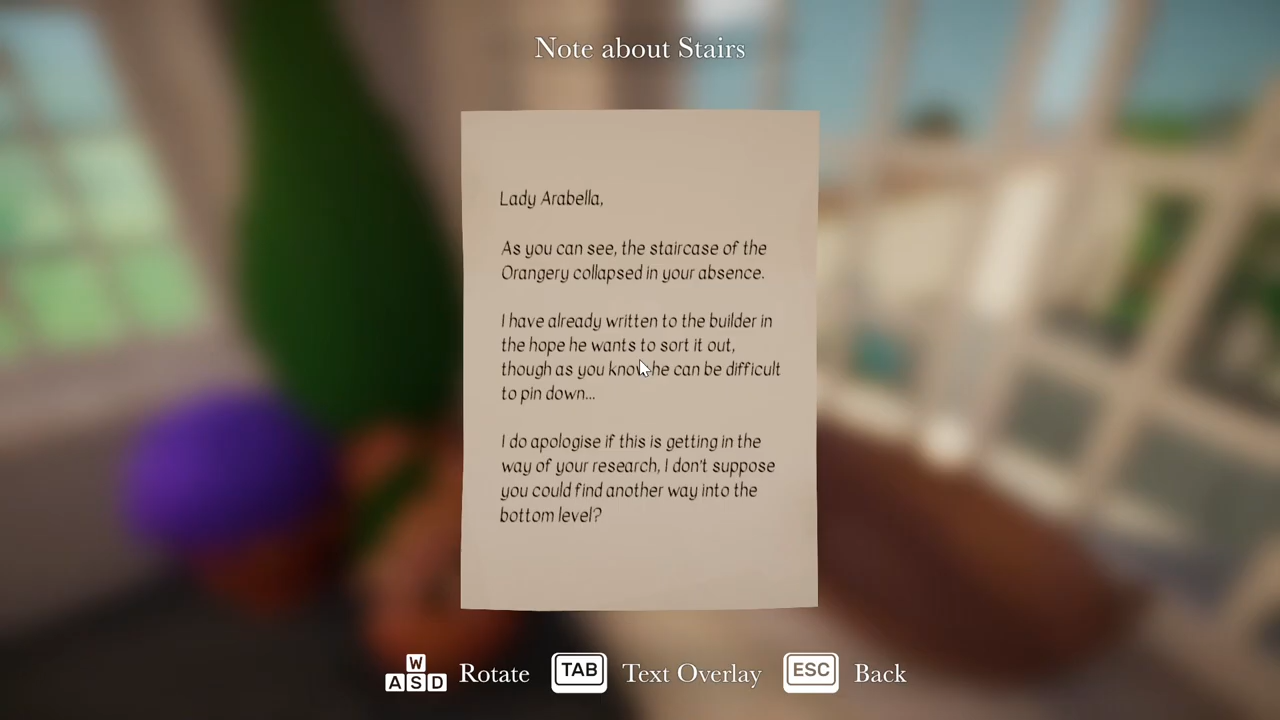 Note about Stairs
Lady Arabella,
As you can see, the staircase of the
Orangery collapsed in your absence.
I have already written to the builder in
the hope he wants to sort it out,
though as you know he can be difficult
to pin down...
I do apologise if this is getting in the
way of your research, I don't suppose
you could find another way into the
bottom level?
W
A S D Rotate TAB Text Overlay ESC Back